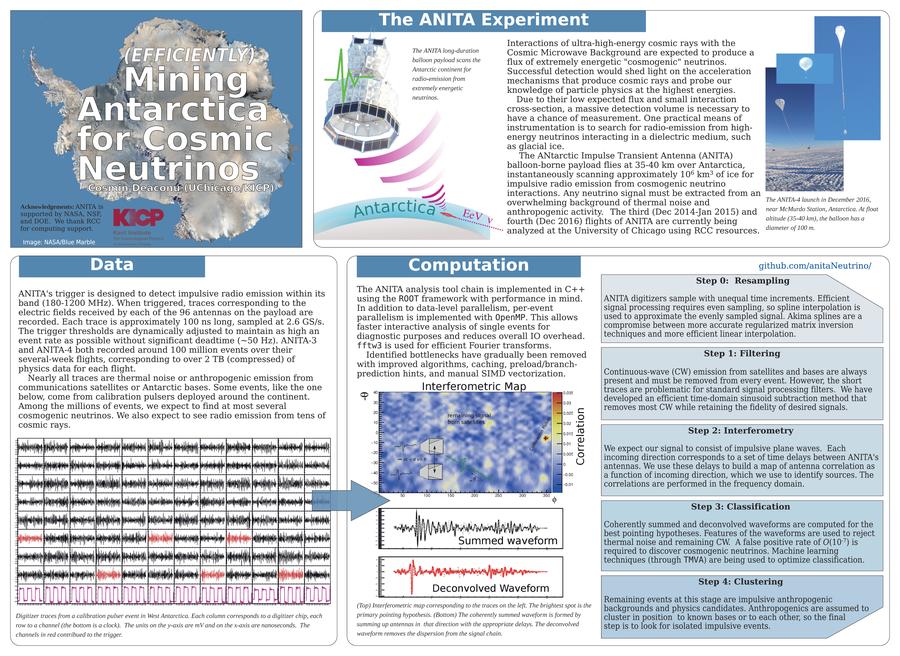 (EFFICIENTLY)
Mining
Antarctica
for Cosmic
Neutrinos
Cosmin Deaconu (UChicago KICP)
Acknowledgements: ANITA is
supported by NASA, NSF,
and DOE. We thank RCC
for computing support.
KICP
Kavli Institute
Image: NASA/Blue Marble
The ANITA Experiment
The ANITA long-duration
balloon payload scans the
Antarctic continent for
radio-emission from
extremely energetic
neutrinos.
Antarctica
EeV ν
Interactions of ultra-high-energy cosmic rays with the
Cosmic Microwave Background are expected to produce a
flux of extremely energetic "cosmogenic" neutrinos.
Successful detection would shed light on the acceleration
mechanisms that produce cosmic rays and probe our
knowledge of particle physics at the highest energies.
Due to their low expected flux and small interaction
cross-section, a massive detection volume is necessary to
have a chance of measurement. One practical means of
instrumentation is to search for radio-emission from high-
energy neutrinos interacting in a dielectric medium, such
as glacial ice.
The ANtarctic Impulse Transient Antenna (ANITA)
balloon-borne payload flies at 35-40 km over Antarctica,
instantaneously scanning approximately 10⁶ km³ of ice for
impulsive radio emission from cosmogenic neutrino
interactions. Any neutrino signal must be extracted from an
overwhelming background of thermal noise and
anthropogenic activity. The third (Dec 2014-Jan 2015) and
fourth (Dec 2016) flights of ANITA are currently being
analyzed at the University of Chicago using RCC resources.
The ANITA-4 launch in December 2016,
near McMurdo Station, Antarctica. At float
altitude (35-40 km), the balloon has a
diameter of 100 m.
Data
ANITA's trigger is designed to detect impulsive radio emission within its
band (180-1200 MHz). When triggered, traces corresponding to the
electric fields received by each of the 96 antennas on the payload are
recorded. Each trace is approximately 100 ns long, sampled at 2.6 GS/s.
The trigger thresholds are dynamically adjusted to maintain as high an
event rate as possible without significant deadtime (~50 Hz). ANITA-3
and ANITA-4 both recorded around 100 million events over their
several-week flights, corresponding to over 2 TB (compressed) of
physics data for each flight.
Nearly all traces are thermal noise or anthropogenic emission from
communications satellites or Antarctic bases. Some events, like the one
below, come from calibration pulsers deployed around the continent.
Among the millions of events, we expect to find at most several
cosmogenic neutrinos. We also expect to see radio emission from tens of
cosmic rays.
Digitizer traces from a calibration pulser event in West Antarctica. Each column corresponds to a digitizer chip, each
row to a channel (the bottom is a clock). The units on the y-axis are mV and on the x-axis are nanoseconds. The
channels in red contribued to the trigger.
Computation
The ANITA analysis tool chain is implemented in C++
using the ROOT framework with performance in mind.
In addition to data-level parallelism, per-event
parallelism is implemented with OpenMP. This allows
faster interactive analysis of single events for
diagnostic purposes and reduces overall IO overhead.
fftw3 is used for efficient Fourier transforms.
Identified bottlenecks have gradually been removed
with improved algorithms, caching, preload/branch-
prediction hints, and manual SIMD vectorization.
Interferometric Map
remaining signal
from satellites
Correlation
Summed waveform
Deconvolved Waveform
(Top) Interferometric map corresponding to the traces on the left. The brightest spot is the
primary pointing hypothesis. (Bottom) The coherently summed waveform is formed by
summing up antennas in that direction with the appropriate delays. The deconvolved
waveform removes the dispersion from the signal chain.
github.com/anitaNeutrino/
Step 0: Resampling
ANITA digitizers sample with unequal time increments. Efficient
signal processing requires even sampling, so spline interpolation is
used to approximate the evenly sampled signal. Akima splines are a
compromise between more accurate regularized matrix inversion
techniques and more efficient linear interpolation.
Step 1: Filtering
Continuous-wave (CW) emission from satellites and bases are always
present and must be removed from every event. However, the short
traces are problematic for standard signal processing filters. We have
developed an efficient time-domain sinusoid subtraction method that
removes most CW while retaining the fidelity of desired signals.
Step 2: Interferometry
We expect our signal to consist of impulsive plane waves. Each
incoming direction corresponds to a set of time delays between ANITA's
antennas. We use these delays to build a map of antenna correlation as
a function of incoming direction, which we use to identify sources. The
correlations are performed in the frequency domain.
Step 3: Classification
Coherently summed and deconvolved waveforms are computed for the
best pointing hypotheses. Features of the waveforms are used to reject
thermal noise and remaining CW. A false positive rate of O(10⁻⁷) is
required to discover cosmogenic neutrinos. Machine learning
techniques (through TMVA) are being used to optimize classification.
Step 4: Clustering
Remaining events at this stage are impulsive anthropogenic
backgrounds and physics candidates. Anthropogenics are assumed to
cluster in position to known bases or to each other, so the final
step is to look for isolated impulsive events.